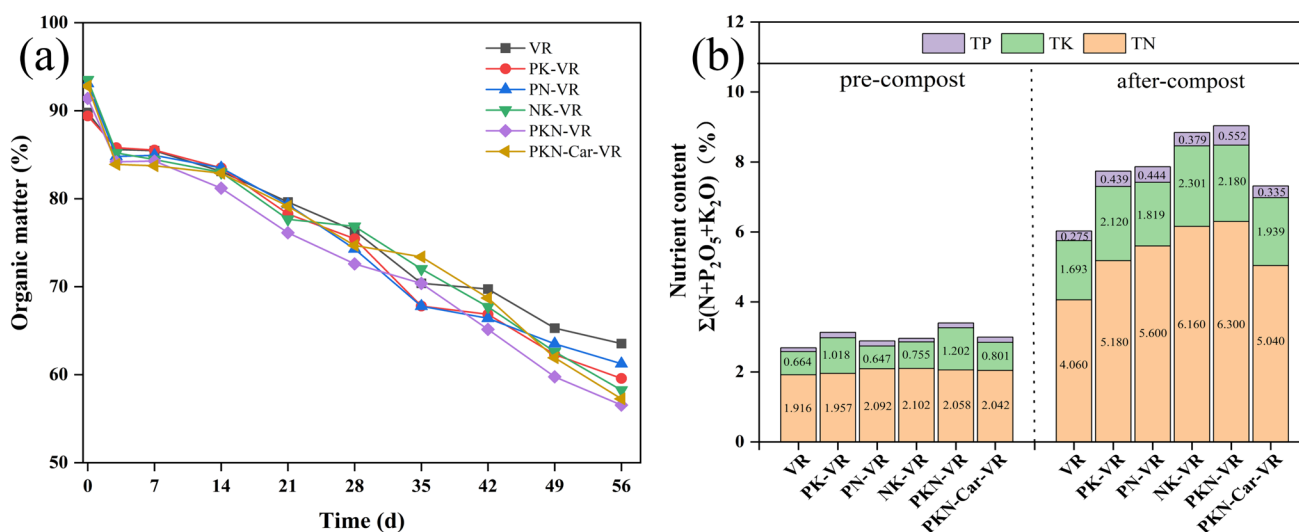 (a)
100
90
80
70
60
50
Organic matter (%)
VR
PK-VR
PN-VR
NK-VR
PKN-VR
PKN-Car-VR
0 7 14 21 28 35 42 49 56
Time (d)
(b)
12
10
8
6
4
2
0
Nutrient content
Σ(N+P₂O₅+K₂O) (%)
TP TK TN
pre-compost after-compost
0.664 1.018 0.647 0.755 1.202 0.801
1.916 1.957 2.092 2.102 2.058 2.042
0.275 0.439 0.444 0.379 0.552 0.335
1.693 2.120 1.819 2.301 2.180 1.939
4.060 5.180 5.600 6.160 6.300 5.040
VR PK-VR PN-VR NK-VR PKN-VR PKN-Car-VR
VR PK-VR PN-VR NK-VR PKN-VR PKN-Car-VR